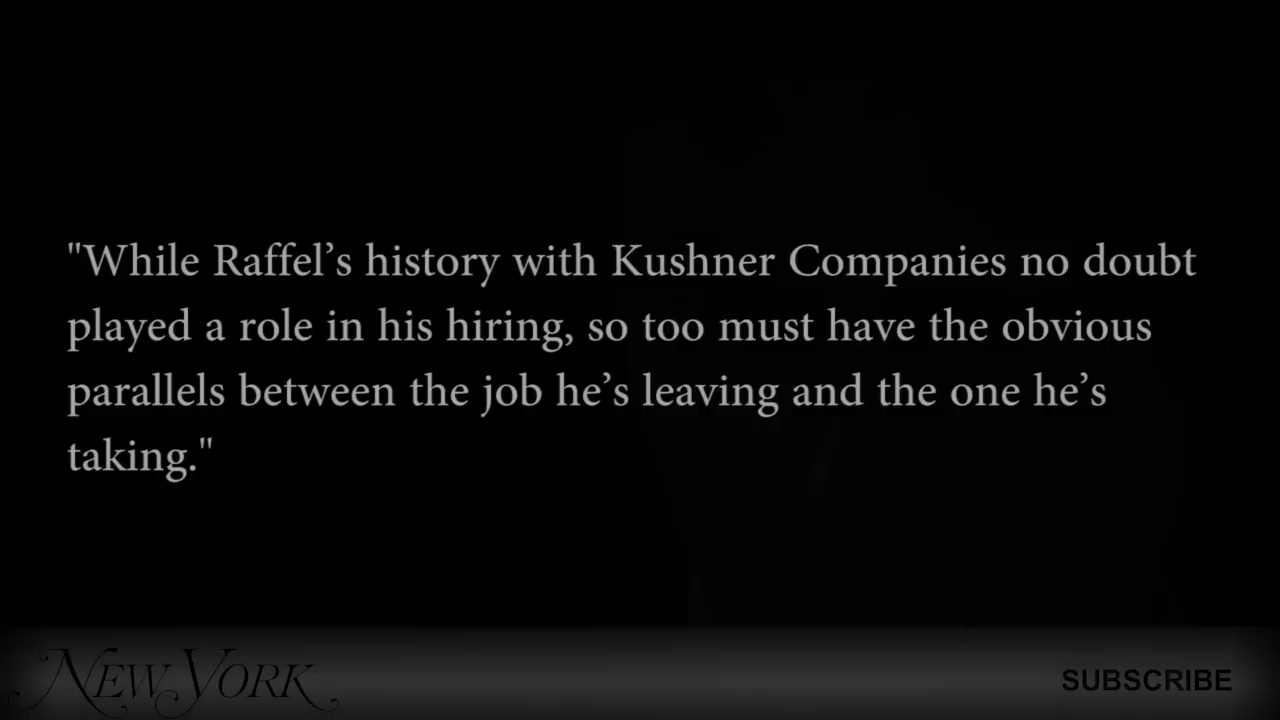 "While Raffel’s history with Kushner Companies no doubt
played a role in his hiring, so too must have the obvious
parallels between the job he’s leaving and the one he’s
taking."
NEW YORK
SUBSCRIBE